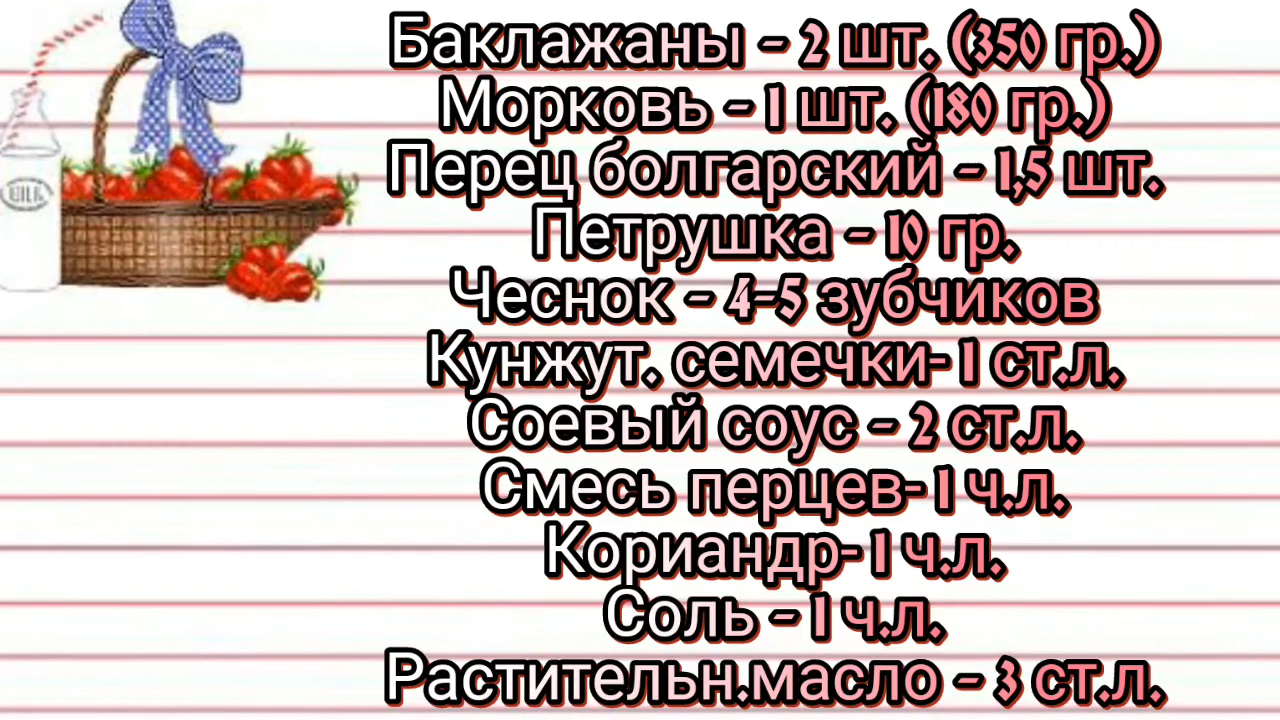 Баклажаны - 2 шт. (350 гр.)
Морковь - 1 шт. (180 гр.)
Перец болгарский - 1,5 шт.
Петрушка - 10 гр.
Чеснок - 4-5 зубчиков
Кунжут. семечки- 1 ст.л.
Соевый соус - 2 ст.л.
Смесь перцев- 1 ч.л.
Кориандр- 1 ч.л.
Соль - 1 ч.л.
Растительн.масло - 3 ст.л.
MILK